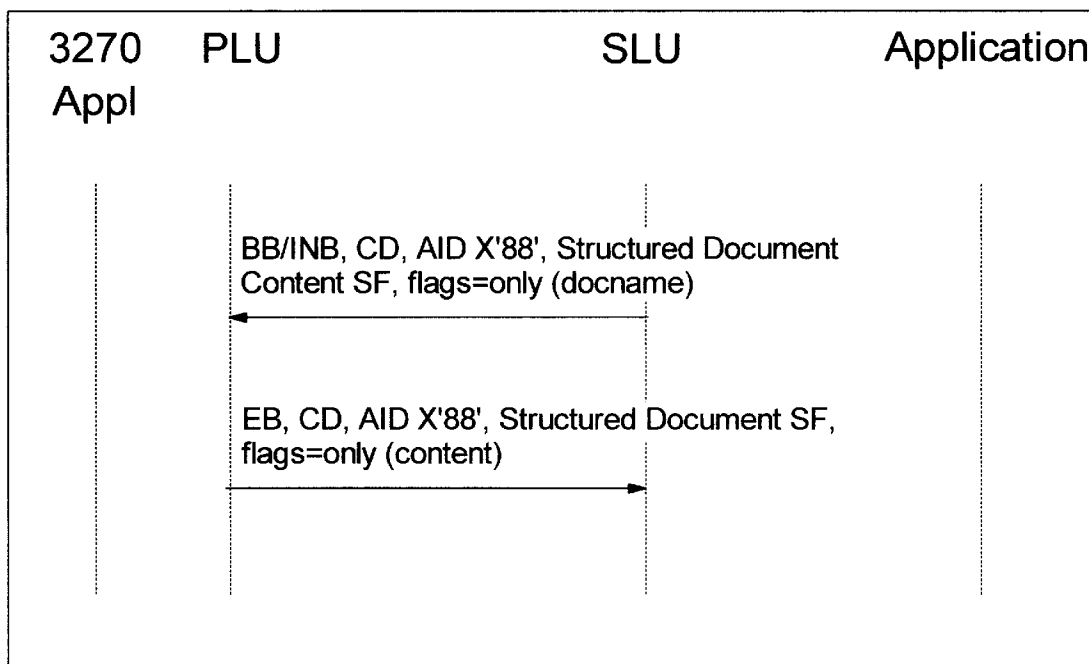 3270 PLU SLU Application
Appl
BB/INB, CD, AID X'88', Structured Document
Content SF, flags=only (docname)
EB, CD, AID X'88', Structured Document SF,
flags=only (content)